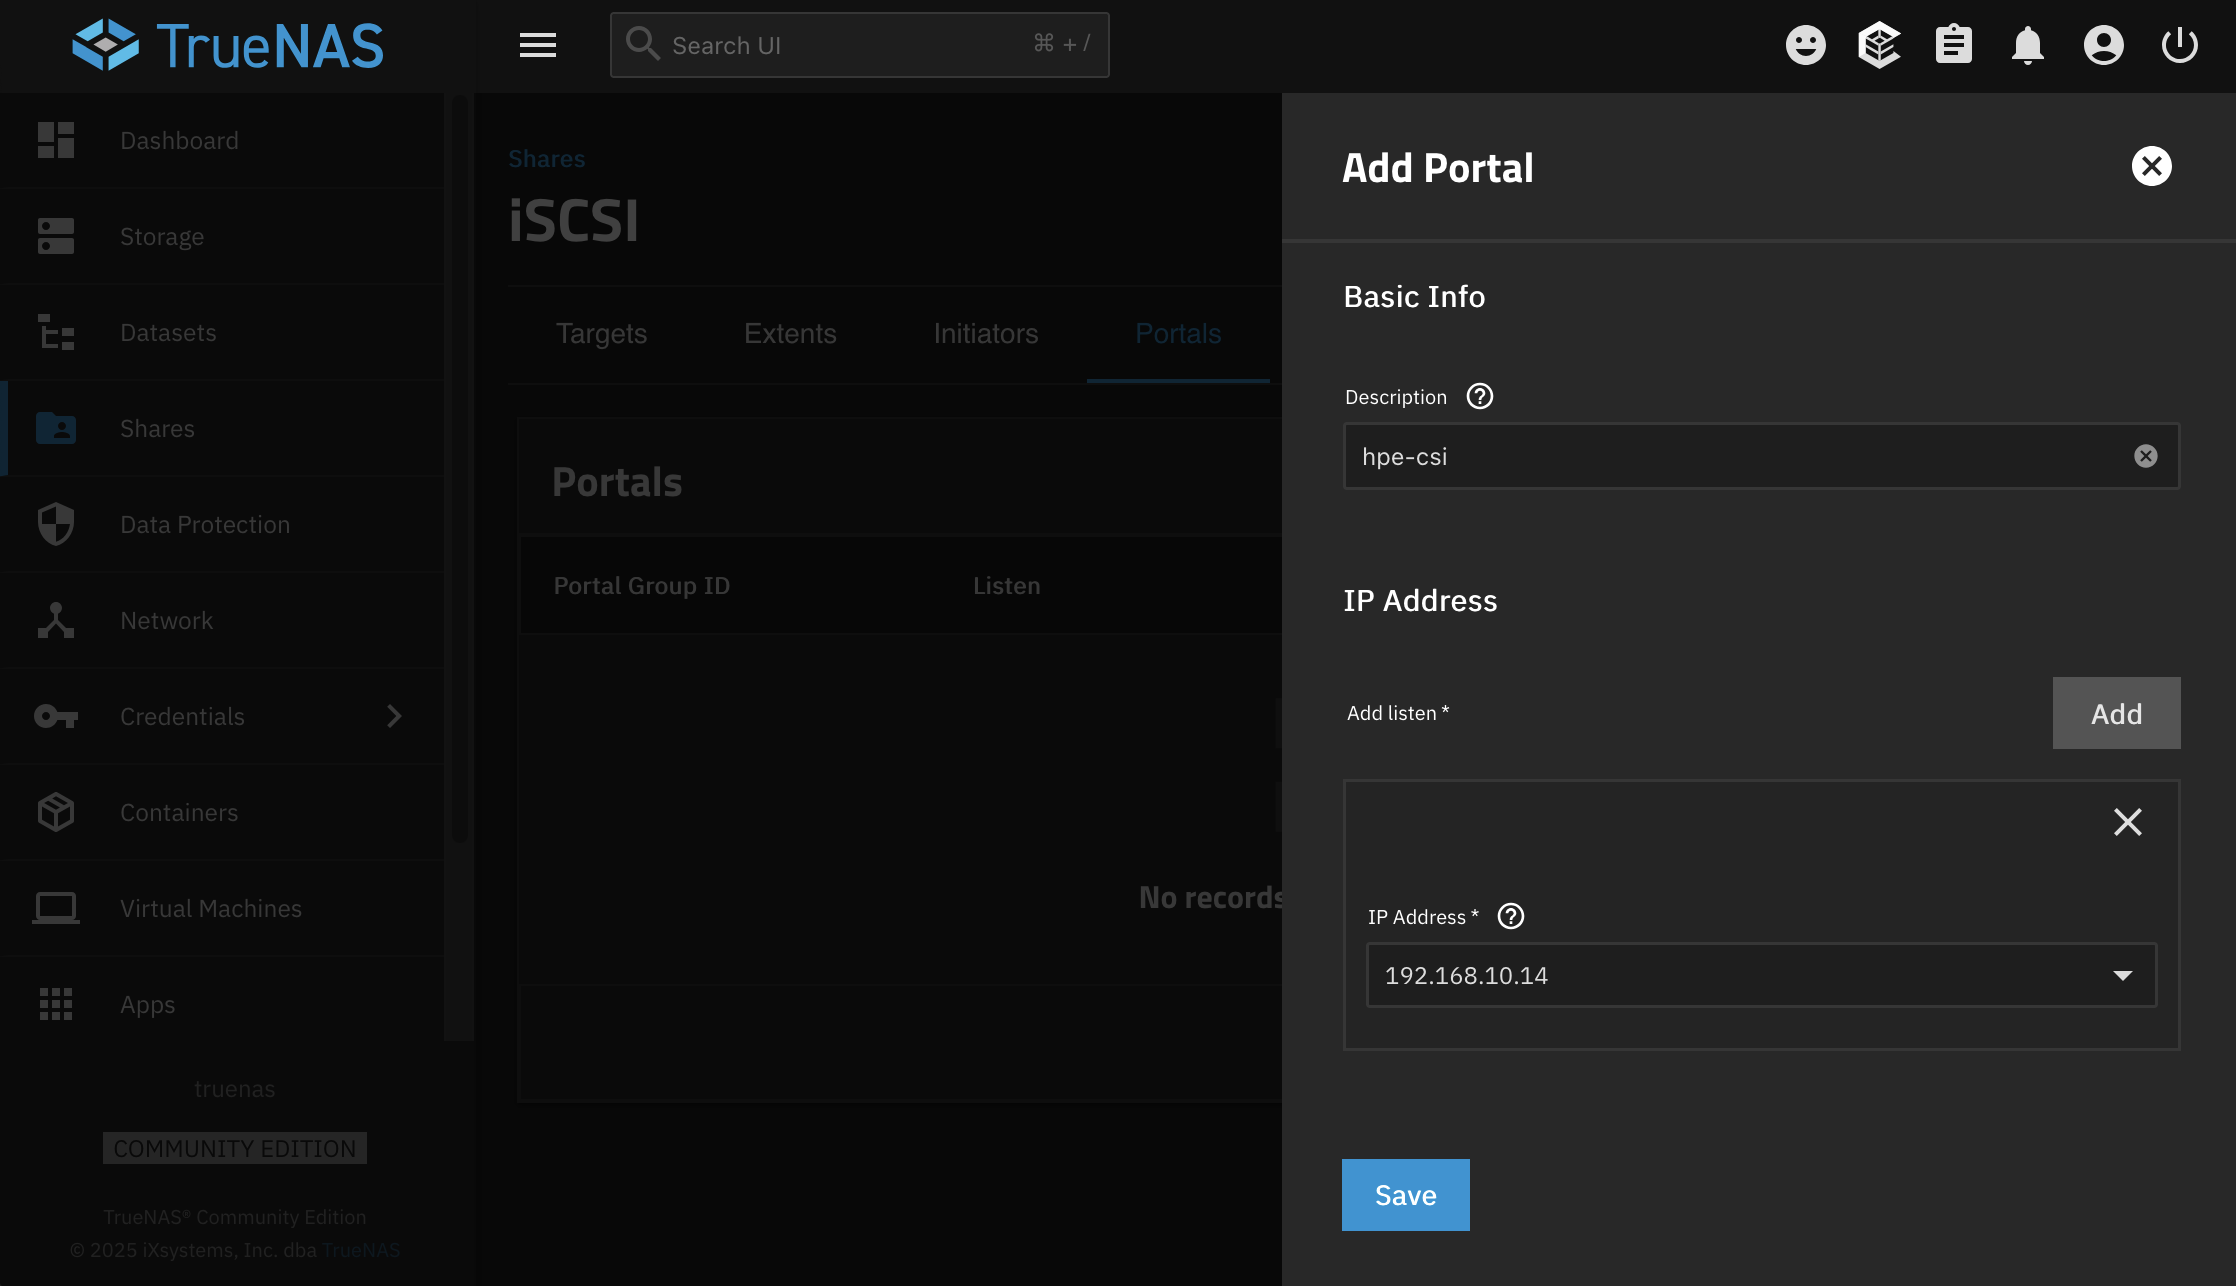 TrueNAS
Search UI
⌘ + /
Dashboard
Storage
Datasets
Shares
Data Protection
Network
Credentials
Containers
Virtual Machines
Apps
truenas
COMMUNITY EDITION
TrueNAS® Community Edition
© 2025 iXsystems, Inc. dba TrueNAS
Shares
iSCSI
Targets
Extents
Initiators
Portals
Portals
Portal Group ID
Listen
No records
Add Portal
Basic Info
Description
hpe-csi
IP Address
Add listen *
Add
IP Address *
192.168.10.14
Save